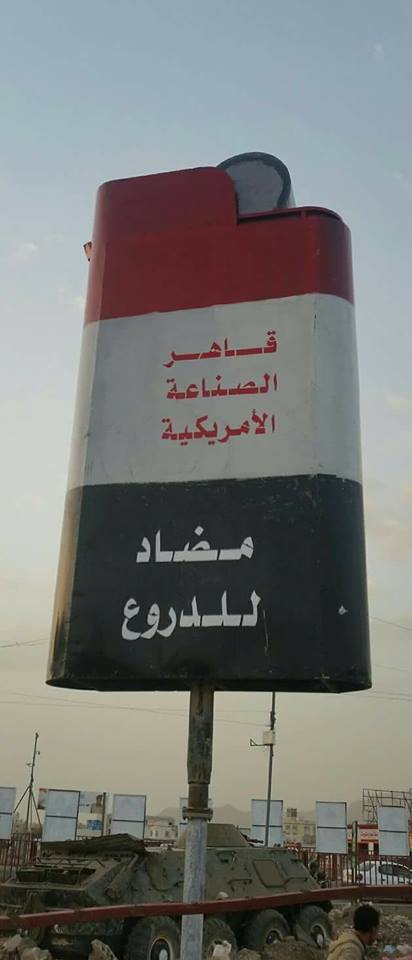 قاهر
الصناعة
الأمريكية
مضاد
للدروع